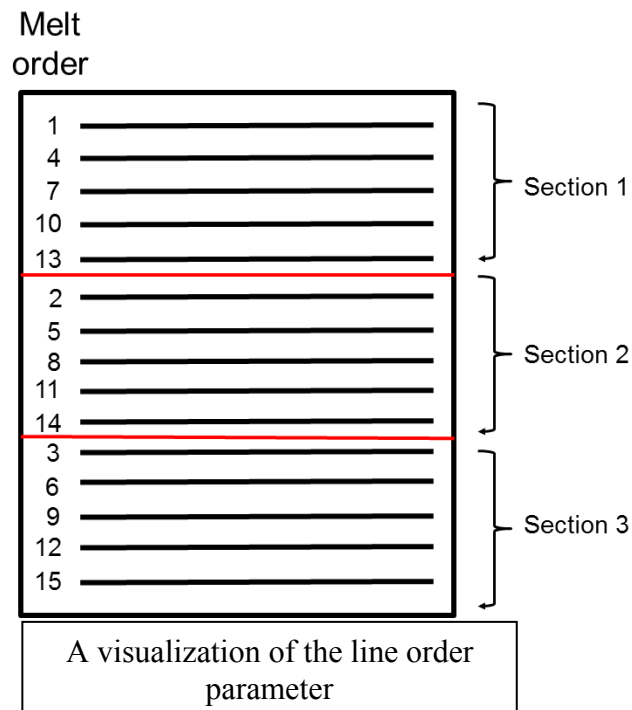 Melt
order
1
4
7
10
13
Section 1
2
5
8
11
14
Section 2
3
6
9
12
15
Section 3
A visualization of the line order
parameter